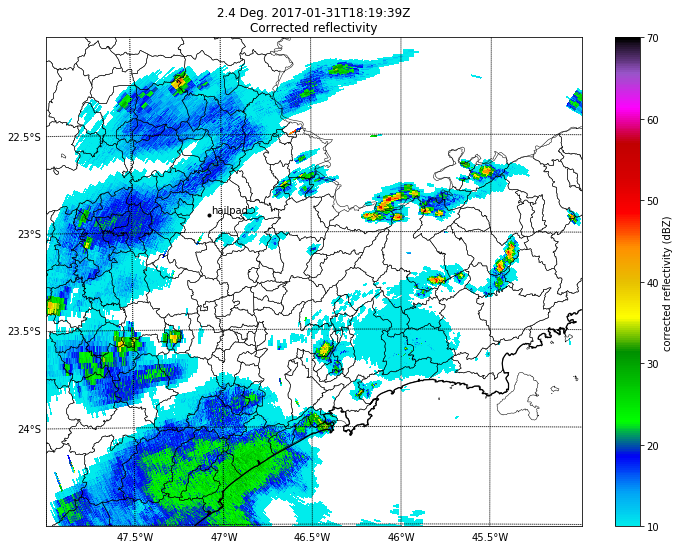 2.4 Deg. 2017-01-31T18:19:39Z
Corrected reflectivity
70
60
50
40
30
20
10
corrected reflectivity (dBZ)
22.5°S
hailpad
23°S
23.5°S
24°S
47.5°W
47°W
46.5°W
46°W
45.5°W